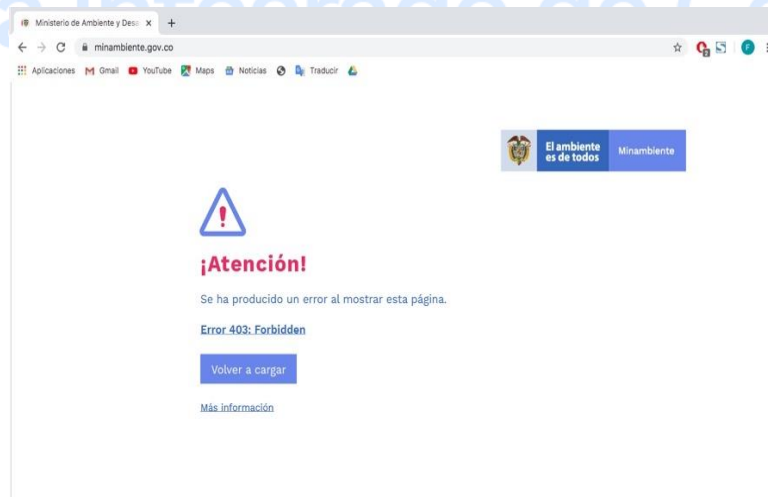 Ministerio de Ambiente y Desa
minambiente.gov.co
Aplicaciones Gmail YouTube Maps Noticias Traducir
El ambiente
es de todos
Minambiente
¡Atención!
Se ha producido un error al mostrar esta página.
Error 403: Forbidden
Volver a cargar
Más información